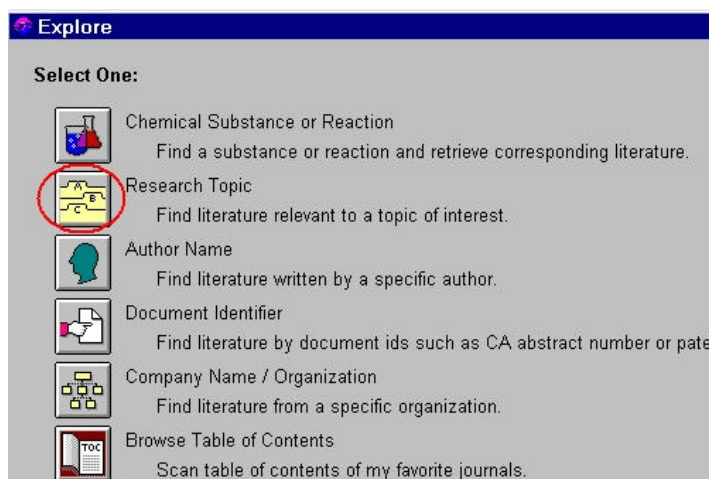 Explore
Select One:
Chemical Substance or Reaction
Find a substance or reaction and retrieve corresponding literature.
A
B
C
Research Topic
Find literature relevant to a topic of interest.
Author Name
Find literature written by a specific author.
Document Identifier
Find literature by document ids such as CA abstract number or pate
Company Name / Organization
Find literature from a specific organization.
TOC
Browse Table of Contents
Scan table of contents of my favorite journals.